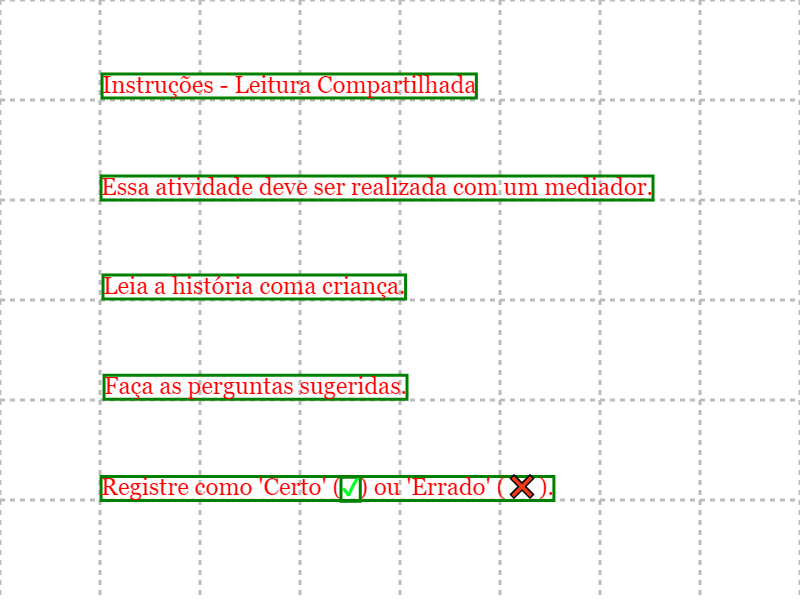 Instruções - Leitura Compartilhada
Essa atividade deve ser realizada com um mediador.
Leia a história coma criança.
Faça as perguntas sugeridas.
Registre como 'Certo' (✓) ou 'Errado' ( ❌ ).